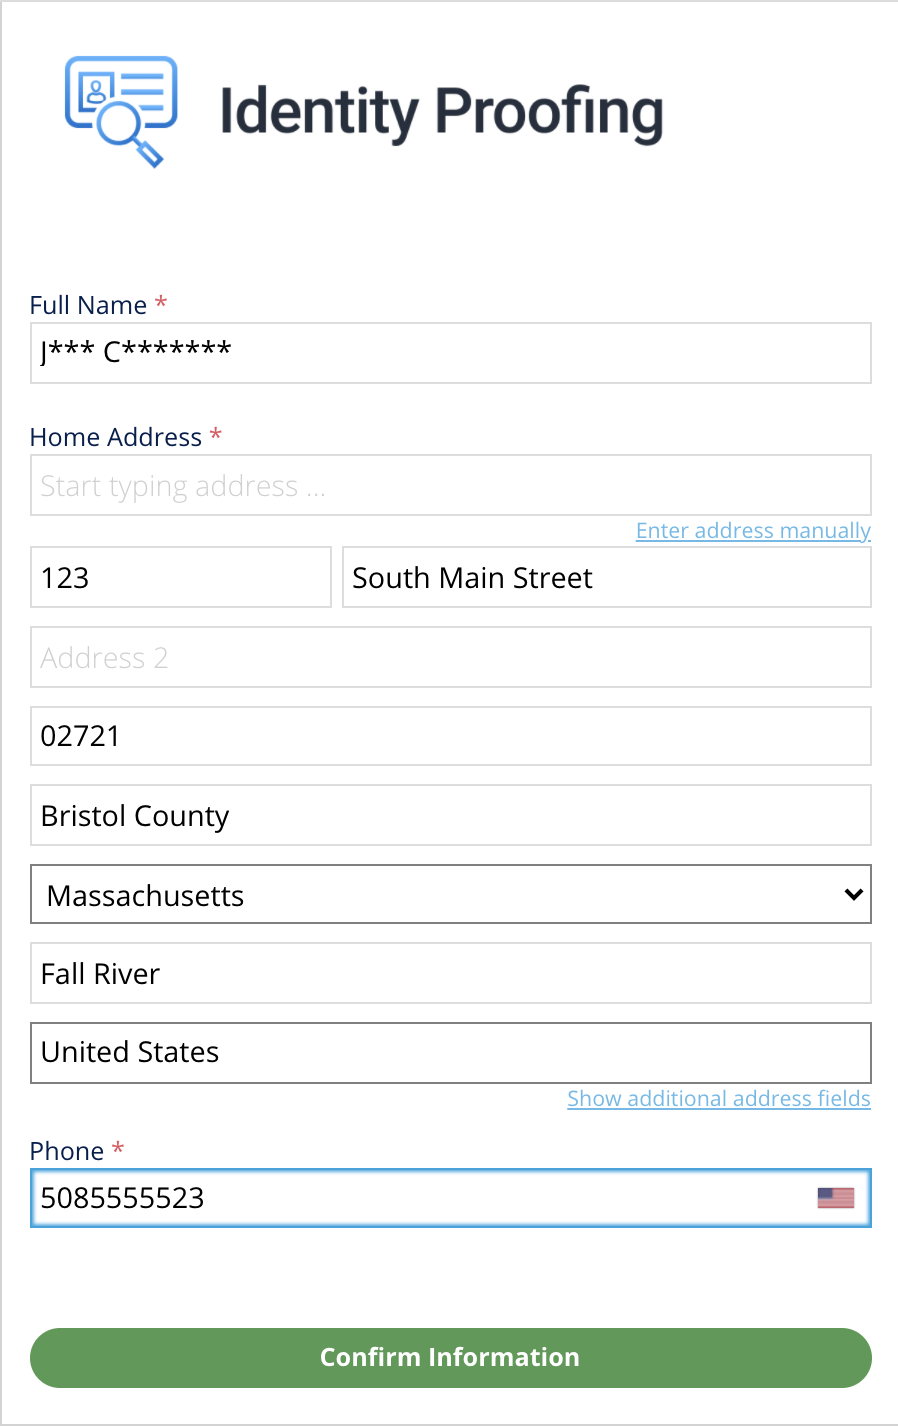 Identity Proofing
Full Name *
J*** C*******
Home Address *
Start typing address ...
Enter address manually
123 South Main Street
Address 2
02721
Bristol County
Massachusetts
Fall River
United States
Show additional address fields
Phone *
5085555523
Confirm Information